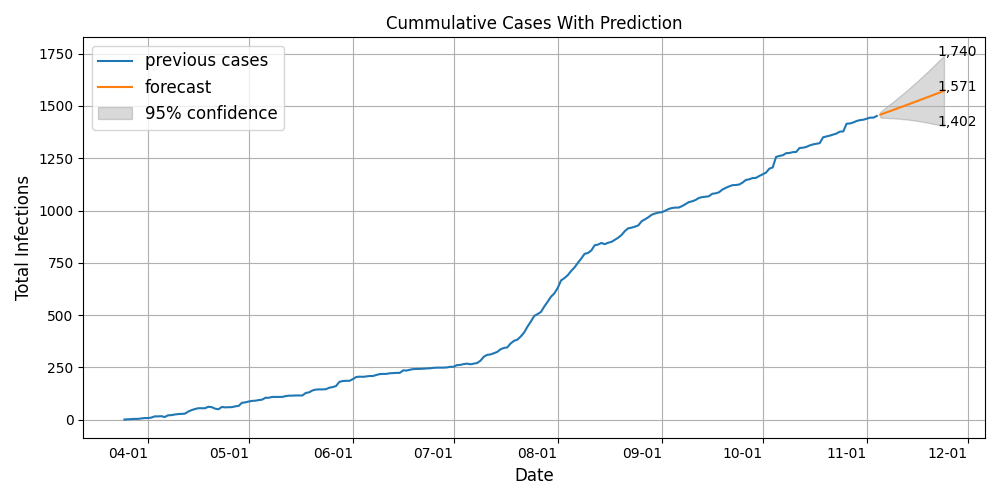 Cummulative Cases With Prediction
previous cases
forecast
95% confidence
1,740
1,571
1,402
1750
1500
1250
1000
750
500
250
0
Total Infections
04-01 05-01 06-01 07-01 08-01 09-01 10-01 11-01 12-01
Date